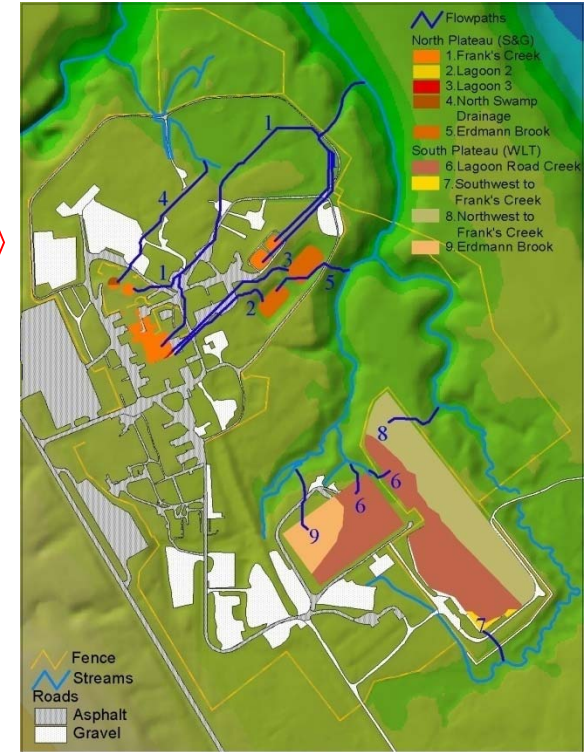 Flowpaths
North Plateau (S&G)
1.Frank's Creek
2.Lagoon 2
3.Lagoon 3
4.North Swamp
Drainage
5.Erdmann Brook
South Plateau (WLT)
6.Lagoon Road Creek
7.Southwest to
Frank's Creek
8.Northwest to
Frank's Creek
9.Erdmann Brook
1
4
1
3
2
5
8
6
6
9
7
Fence
Streams
Roads
Asphalt
Gravel